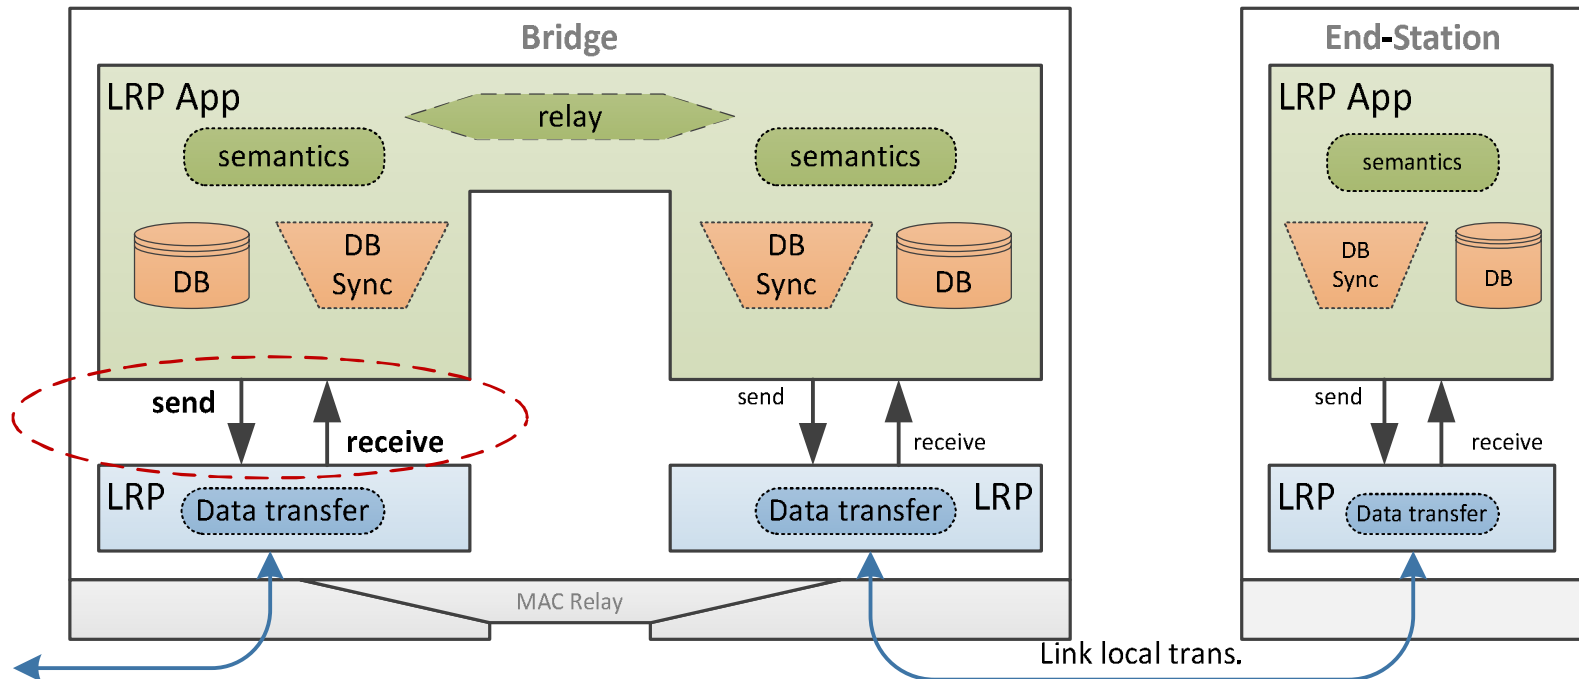 Bridge
End-Station
LRP App
relay
semantics
semantics
DB
DB
Sync
DB
Sync
DB
send
receive
send
receive
LRP
Data transfer
Data transfer
LRP
MAC Relay
Link local trans.
LRP App
semantics
DB
Sync
DB
send
receive
LRP
Data transfer